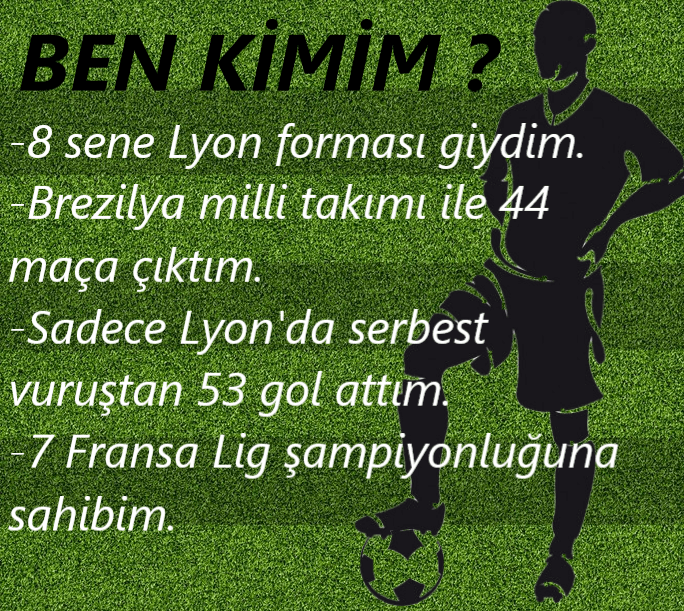 BEN KİMİM ?
-8 sene Lyon forması giydim.
-Brezilya milli takımı ile 44
maça çıktım.
-Sadece Lyon'da serbest
vuruştan 53 gol attım.
-7 Fransa Lig şampiyonluğuna
sahibim.